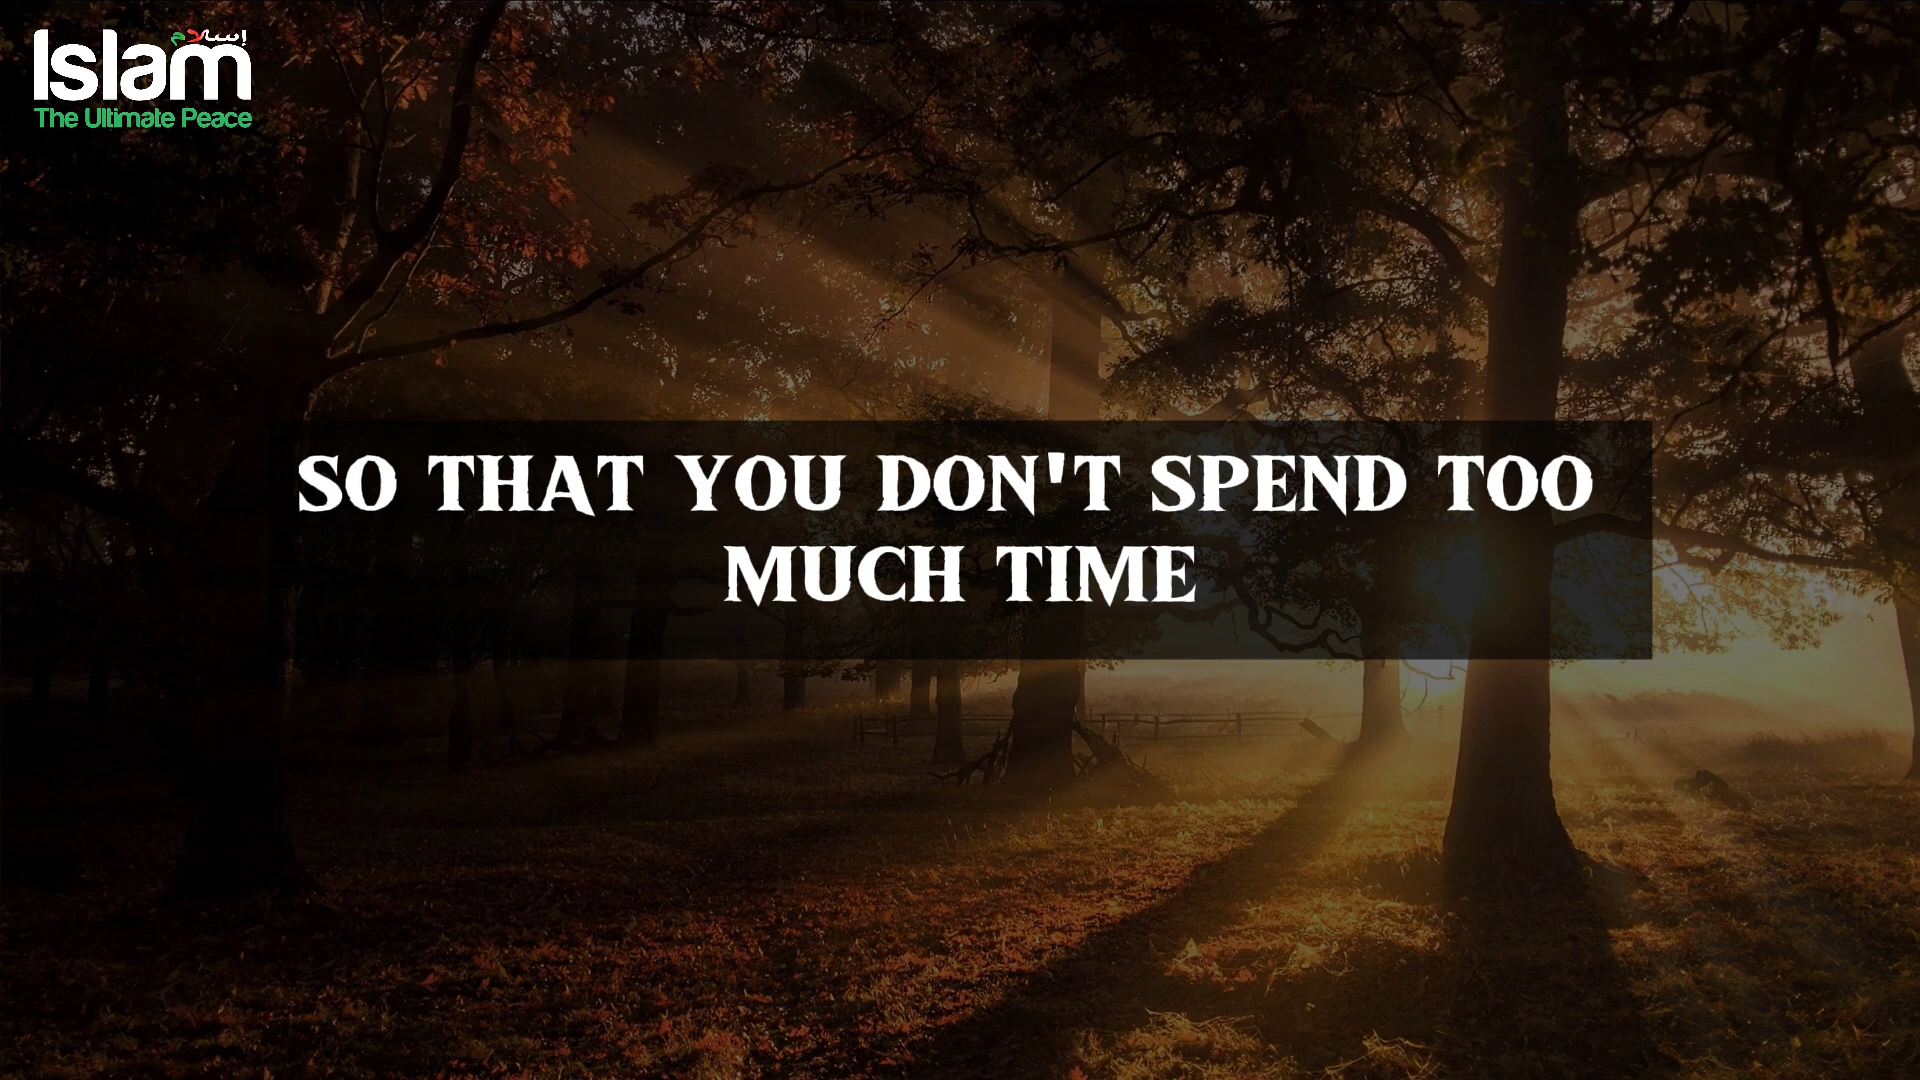 إسلام
Islam
The Ultimate Peace
SO THAT YOU DON'T SPEND TOO
MUCH TIME